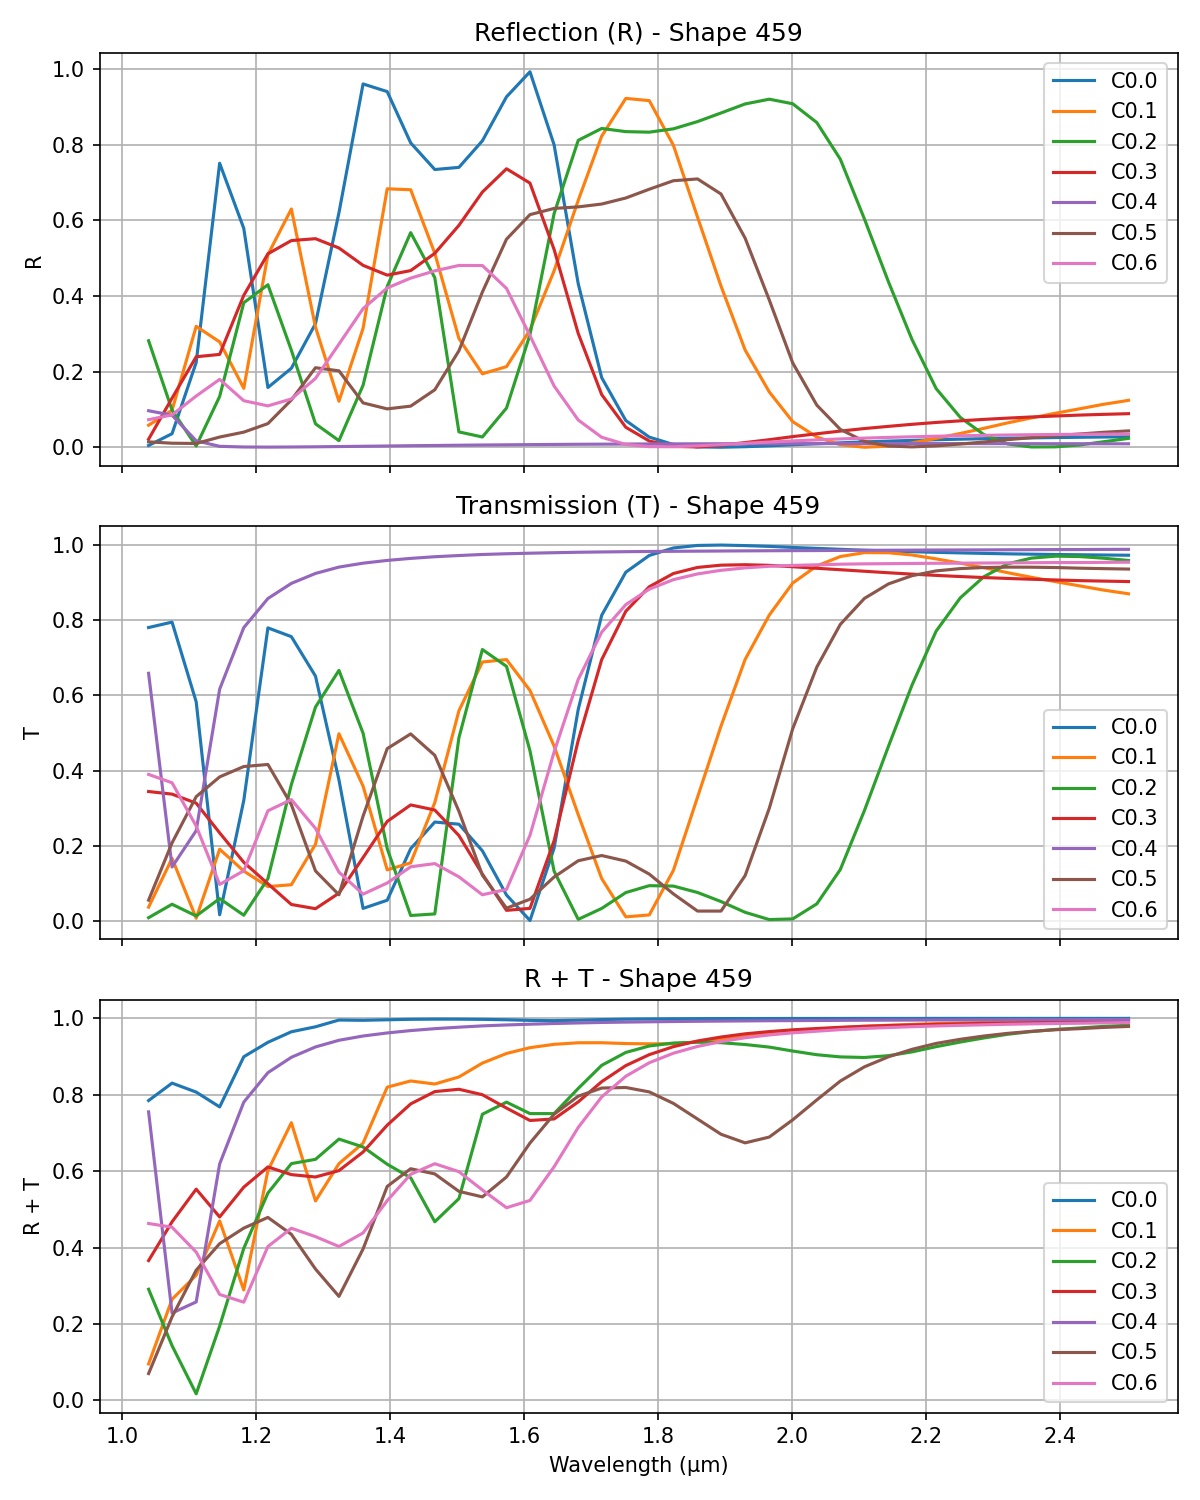 Reflection (R) - Shape 459
1.0
0.8
0.6
0.4
0.2
0.0
R
C0.0
C0.1
C0.2
C0.3
C0.4
C0.5
C0.6
Transmission (T) - Shape 459
1.0
0.8
0.6
0.4
0.2
0.0
T
C0.0
C0.1
C0.2
C0.3
C0.4
C0.5
C0.6
R + T - Shape 459
1.0
0.8
0.6
0.4
0.2
0.0
R + T
C0.0
C0.1
C0.2
C0.3
C0.4
C0.5
C0.6
1.0 1.2 1.4 1.6 1.8 2.0 2.2 2.4
Wavelength (μm)